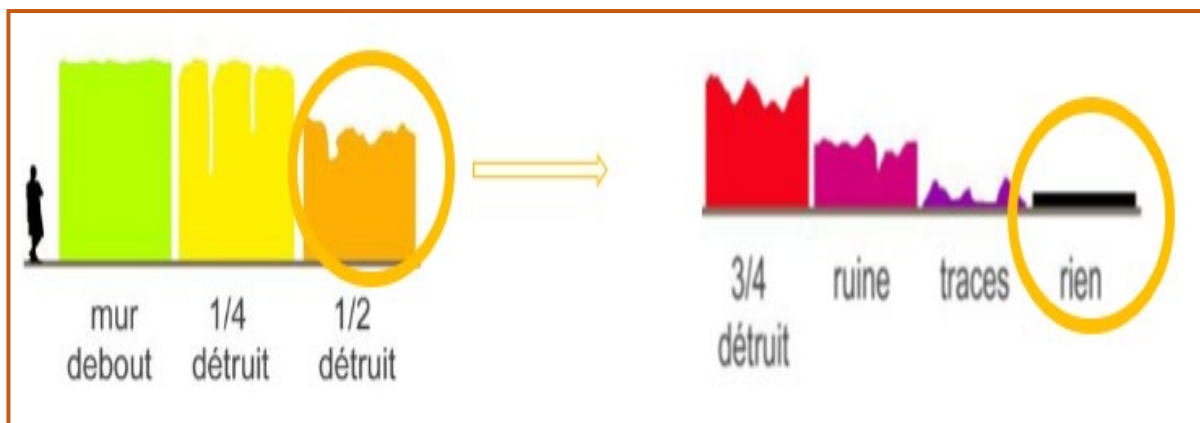 mur
debout
1/4
détruit
1/2
détruit
3/4
détruit
ruine
traces
rien